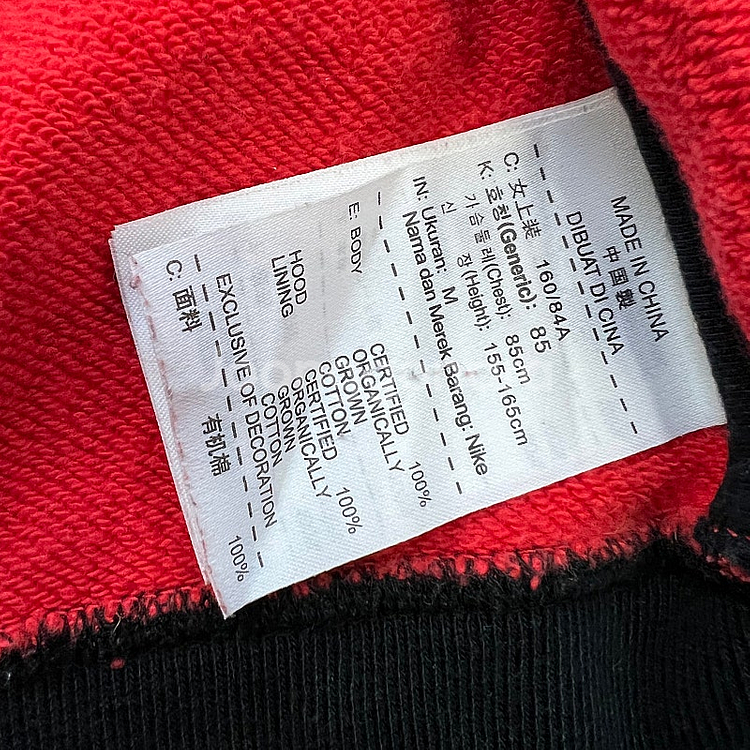 MADE IN CHINA
中國製
DIBUAT DI CINA
C: 女上装 160/84A
K: 호칭(Generic): 85
가슴둘레(Chest): 85cm
신 장(Height): 155-165cm
IN: Ukuran: M
Nama dan Merek Barang: Nike
E: BODY
CERTIFIED 100%
ORGANICALLY
GROWN
COTTON
HOOD
LINING
CERTIFIED 100%
ORGANICALLY
GROWN
COTTON
EXCLUSIVE OF DECORATION
C: 面料 有机棉 100%